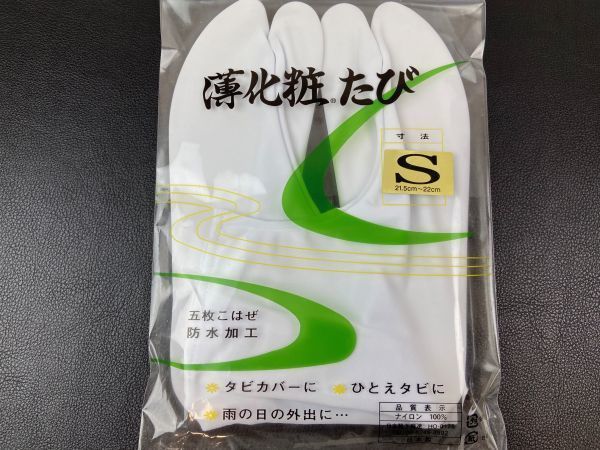 薄化粧®たび
寸法
S
21.5cm〜22cm
五枚こはぜ
防水加工
タビカバーに
ひとえタビに
雨の日の外出に…
品質表示
ナイロン 100%